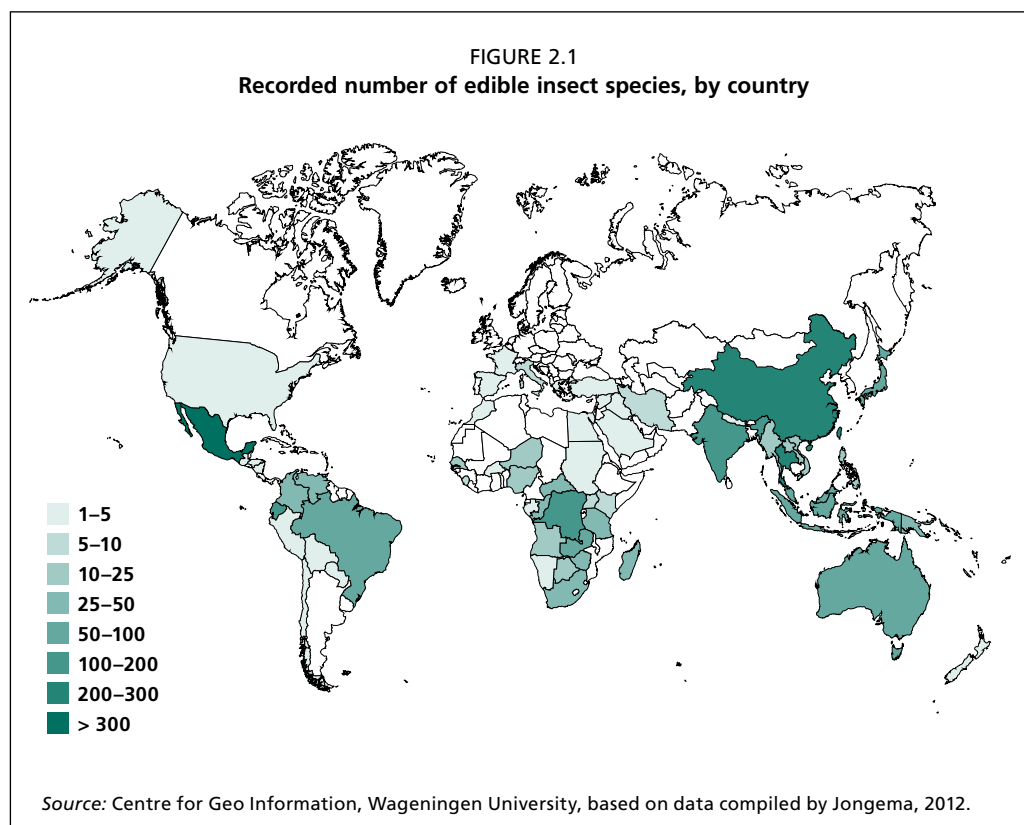 FIGURE 2.1
Recorded number of edible insect species, by country
1–5
5–10
10–25
25–50
50–100
100–200
200–300
> 300
Source: Centre for Geo Information, Wageningen University, based on data compiled by Jongema, 2012.